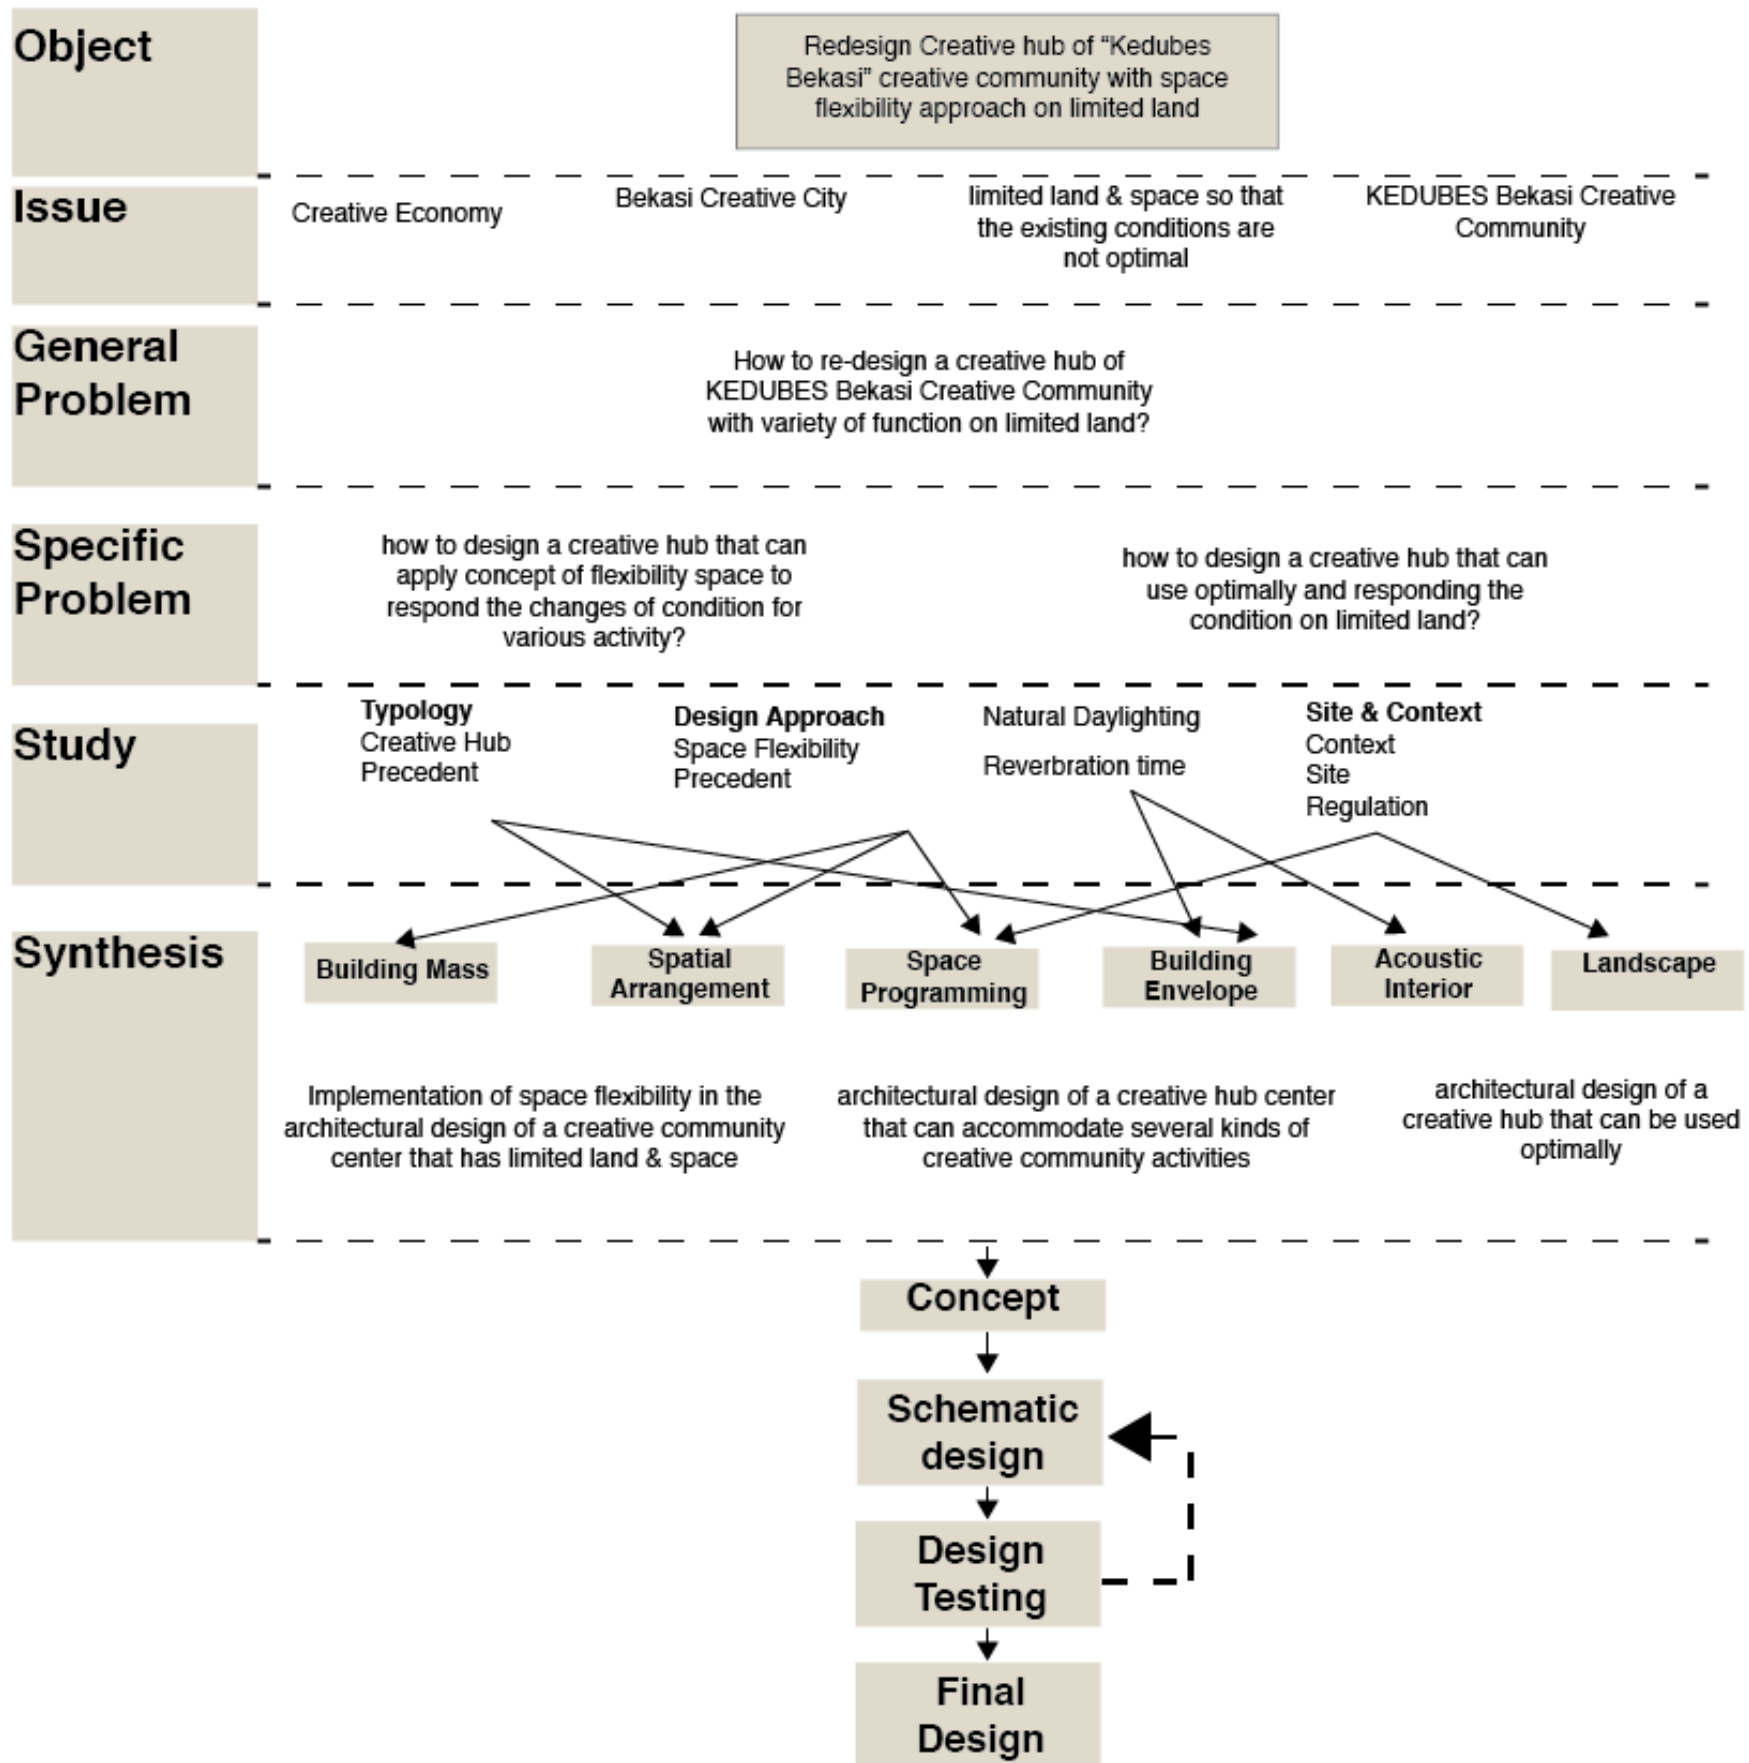 Object
Redesign Creative hub of “Kedubes
Bekasi” creative community with space
flexibility approach on limited land
Issue
Creative Economy
Bekasi Creative City
limited land & space so that
the existing conditions are
not optimal
KEDUBES Bekasi Creative
Community
General
Problem
How to re-design a creative hub of
KEDUBES Bekasi Creative Community
with variety of function on limited land?
Specific
Problem
how to design a creative hub that can
apply concept of flexibility space to
respond the changes of condition for
various activity?
how to design a creative hub that can
use optimally and responding the
condition on limited land?
Study
Typology
Creative Hub
Precedent
Design Approach
Space Flexibility
Precedent
Natural Daylighting
Reverbration time
Site & Context
Context
Site
Regulation
Synthesis
Building Mass
Spatial
Arrangement
Space
Programming
Building
Envelope
Acoustic
Interior
Landscape
Implementation of space flexibility in the
architectural design of a creative community
center that has limited land & space
architectural design of a creative hub center
that can accommodate several kinds of
creative community activities
architectural design of a
creative hub that can be used
optimally
Concept
Schematic
design
Design
Testing
Final
Design